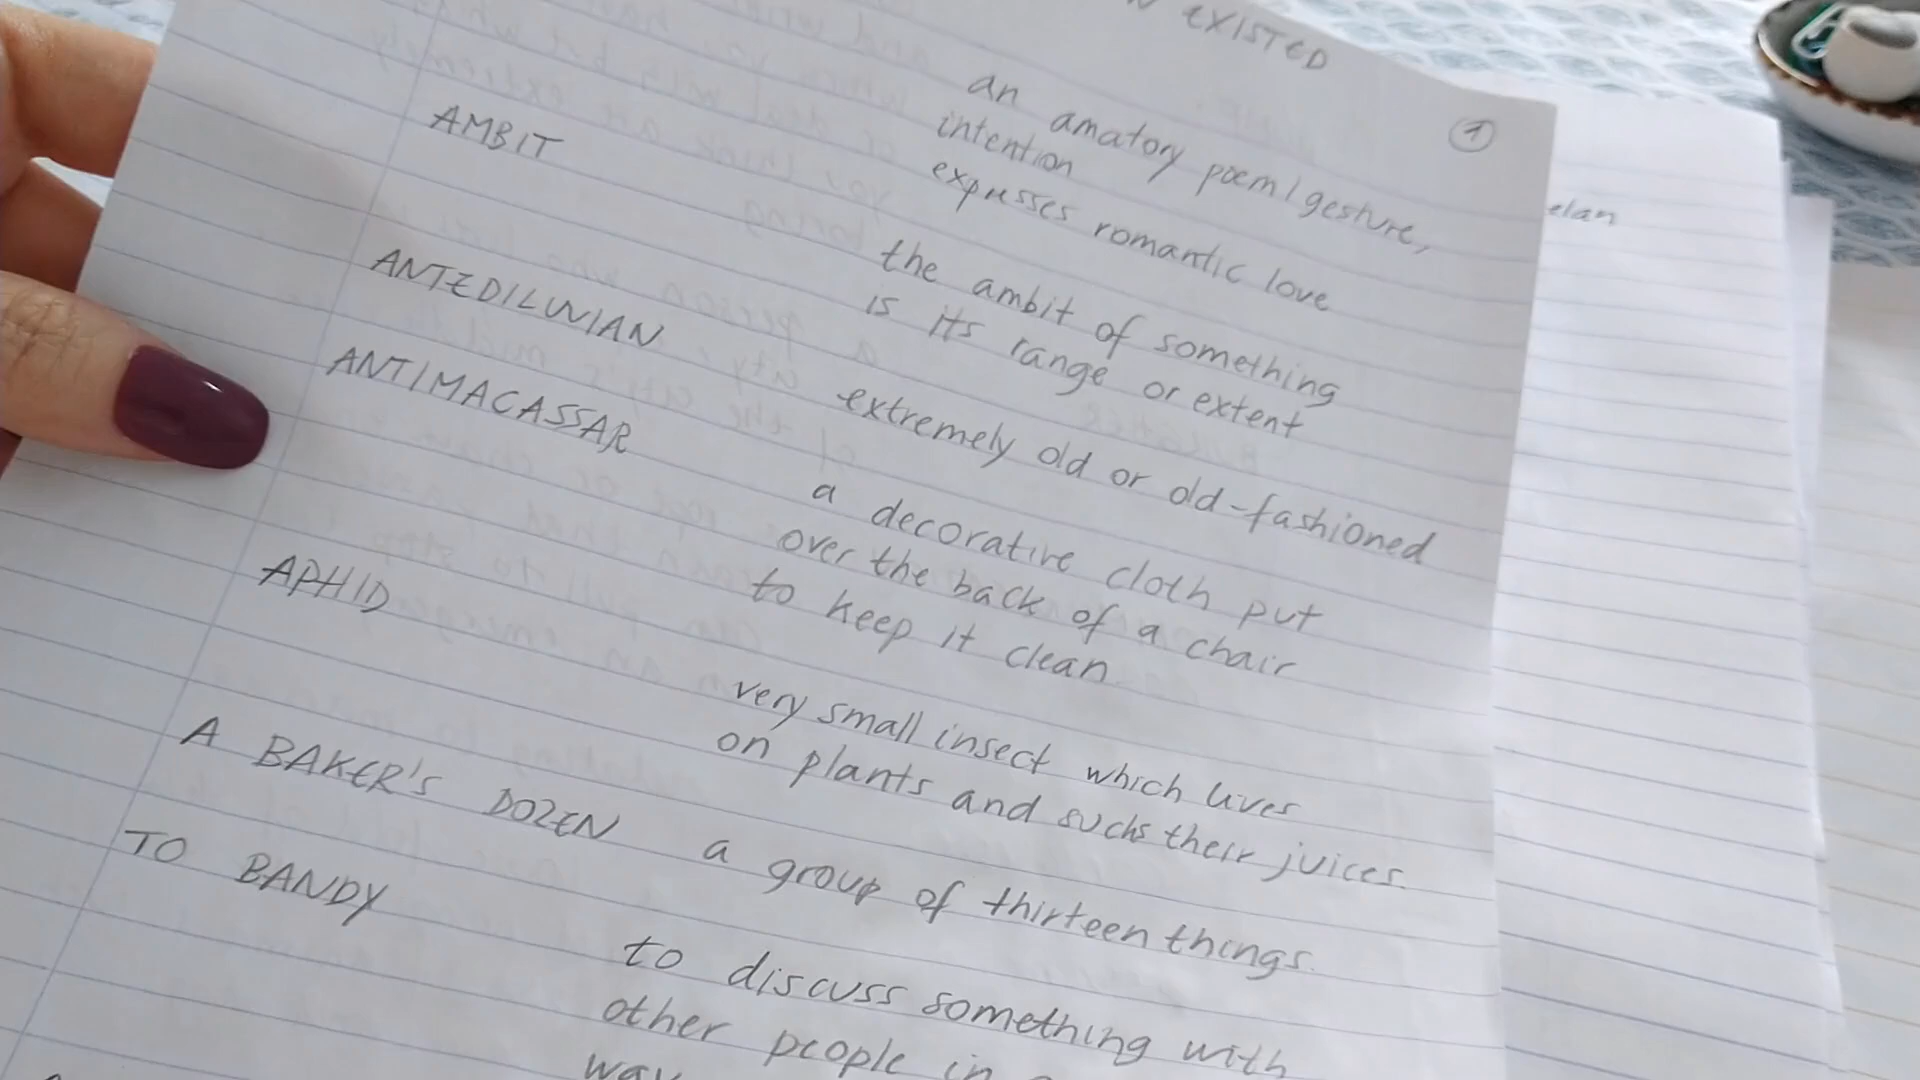 EXISTED
1
an amatory poem/gesture,
intention
expresses romantic love
AMBIT
the ambit of something
is its range or extent
ANTEDILUVIAN
extremely old or old-fashioned
ANTIMACASSAR
a decorative cloth put
over the back of a chair
to keep it clean
APHID
very small insect which lives
on plants and sucks their juices.
A BAKER'S DOZEN a group of thirteen things.
TO BANDY
to discuss something with
other people in
way
elan